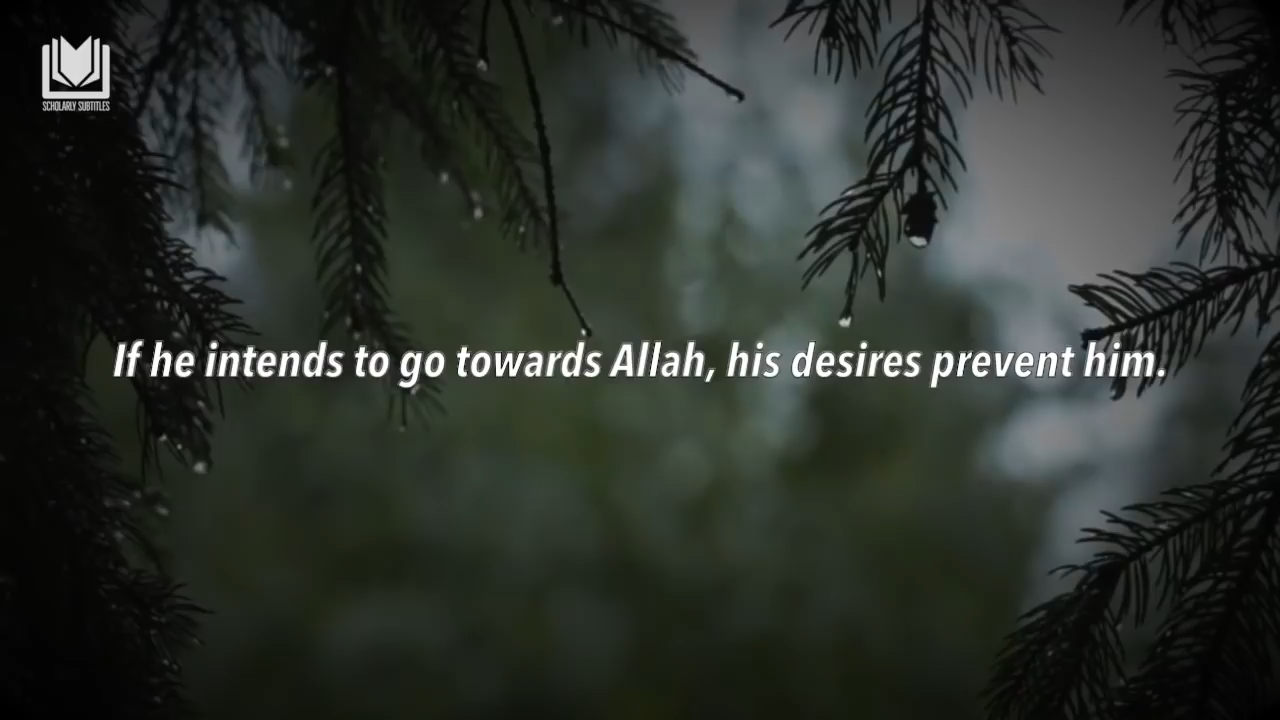 SCHOLARLY SUBTITLES
If he intends to go towards Allah, his desires prevent him.